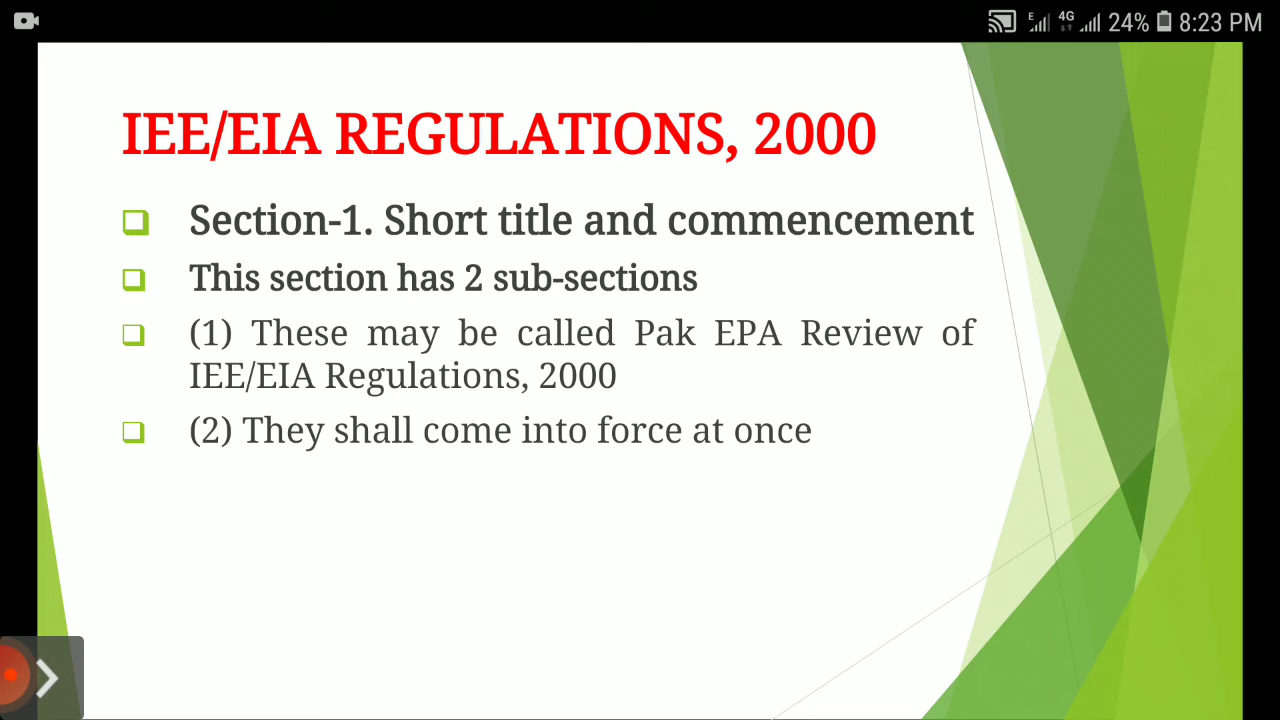 E 4G 24% 8:23 PM
IEE/EIA REGULATIONS, 2000
Section-1. Short title and commencement
This section has 2 sub-sections
(1) These may be called Pak EPA Review of
IEE/EIA Regulations, 2000
(2) They shall come into force at once